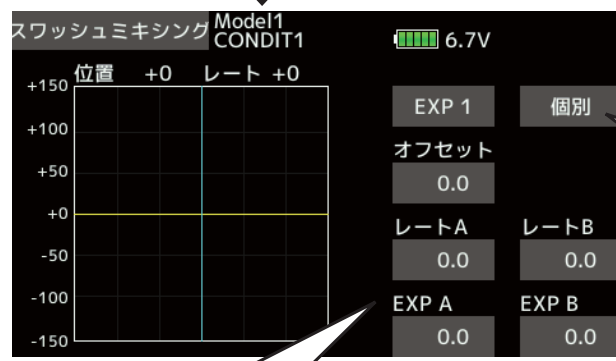 スワッシュミキシング
Model1
CONDIT1
6.7V
位置 +0 レート +0
+150
+100
+50
+0
-50
-100
-150
EXP 1 個別
オフセット
0.0
レートA レートB
0.0 0.0
EXP A EXP B
0.0 0.0